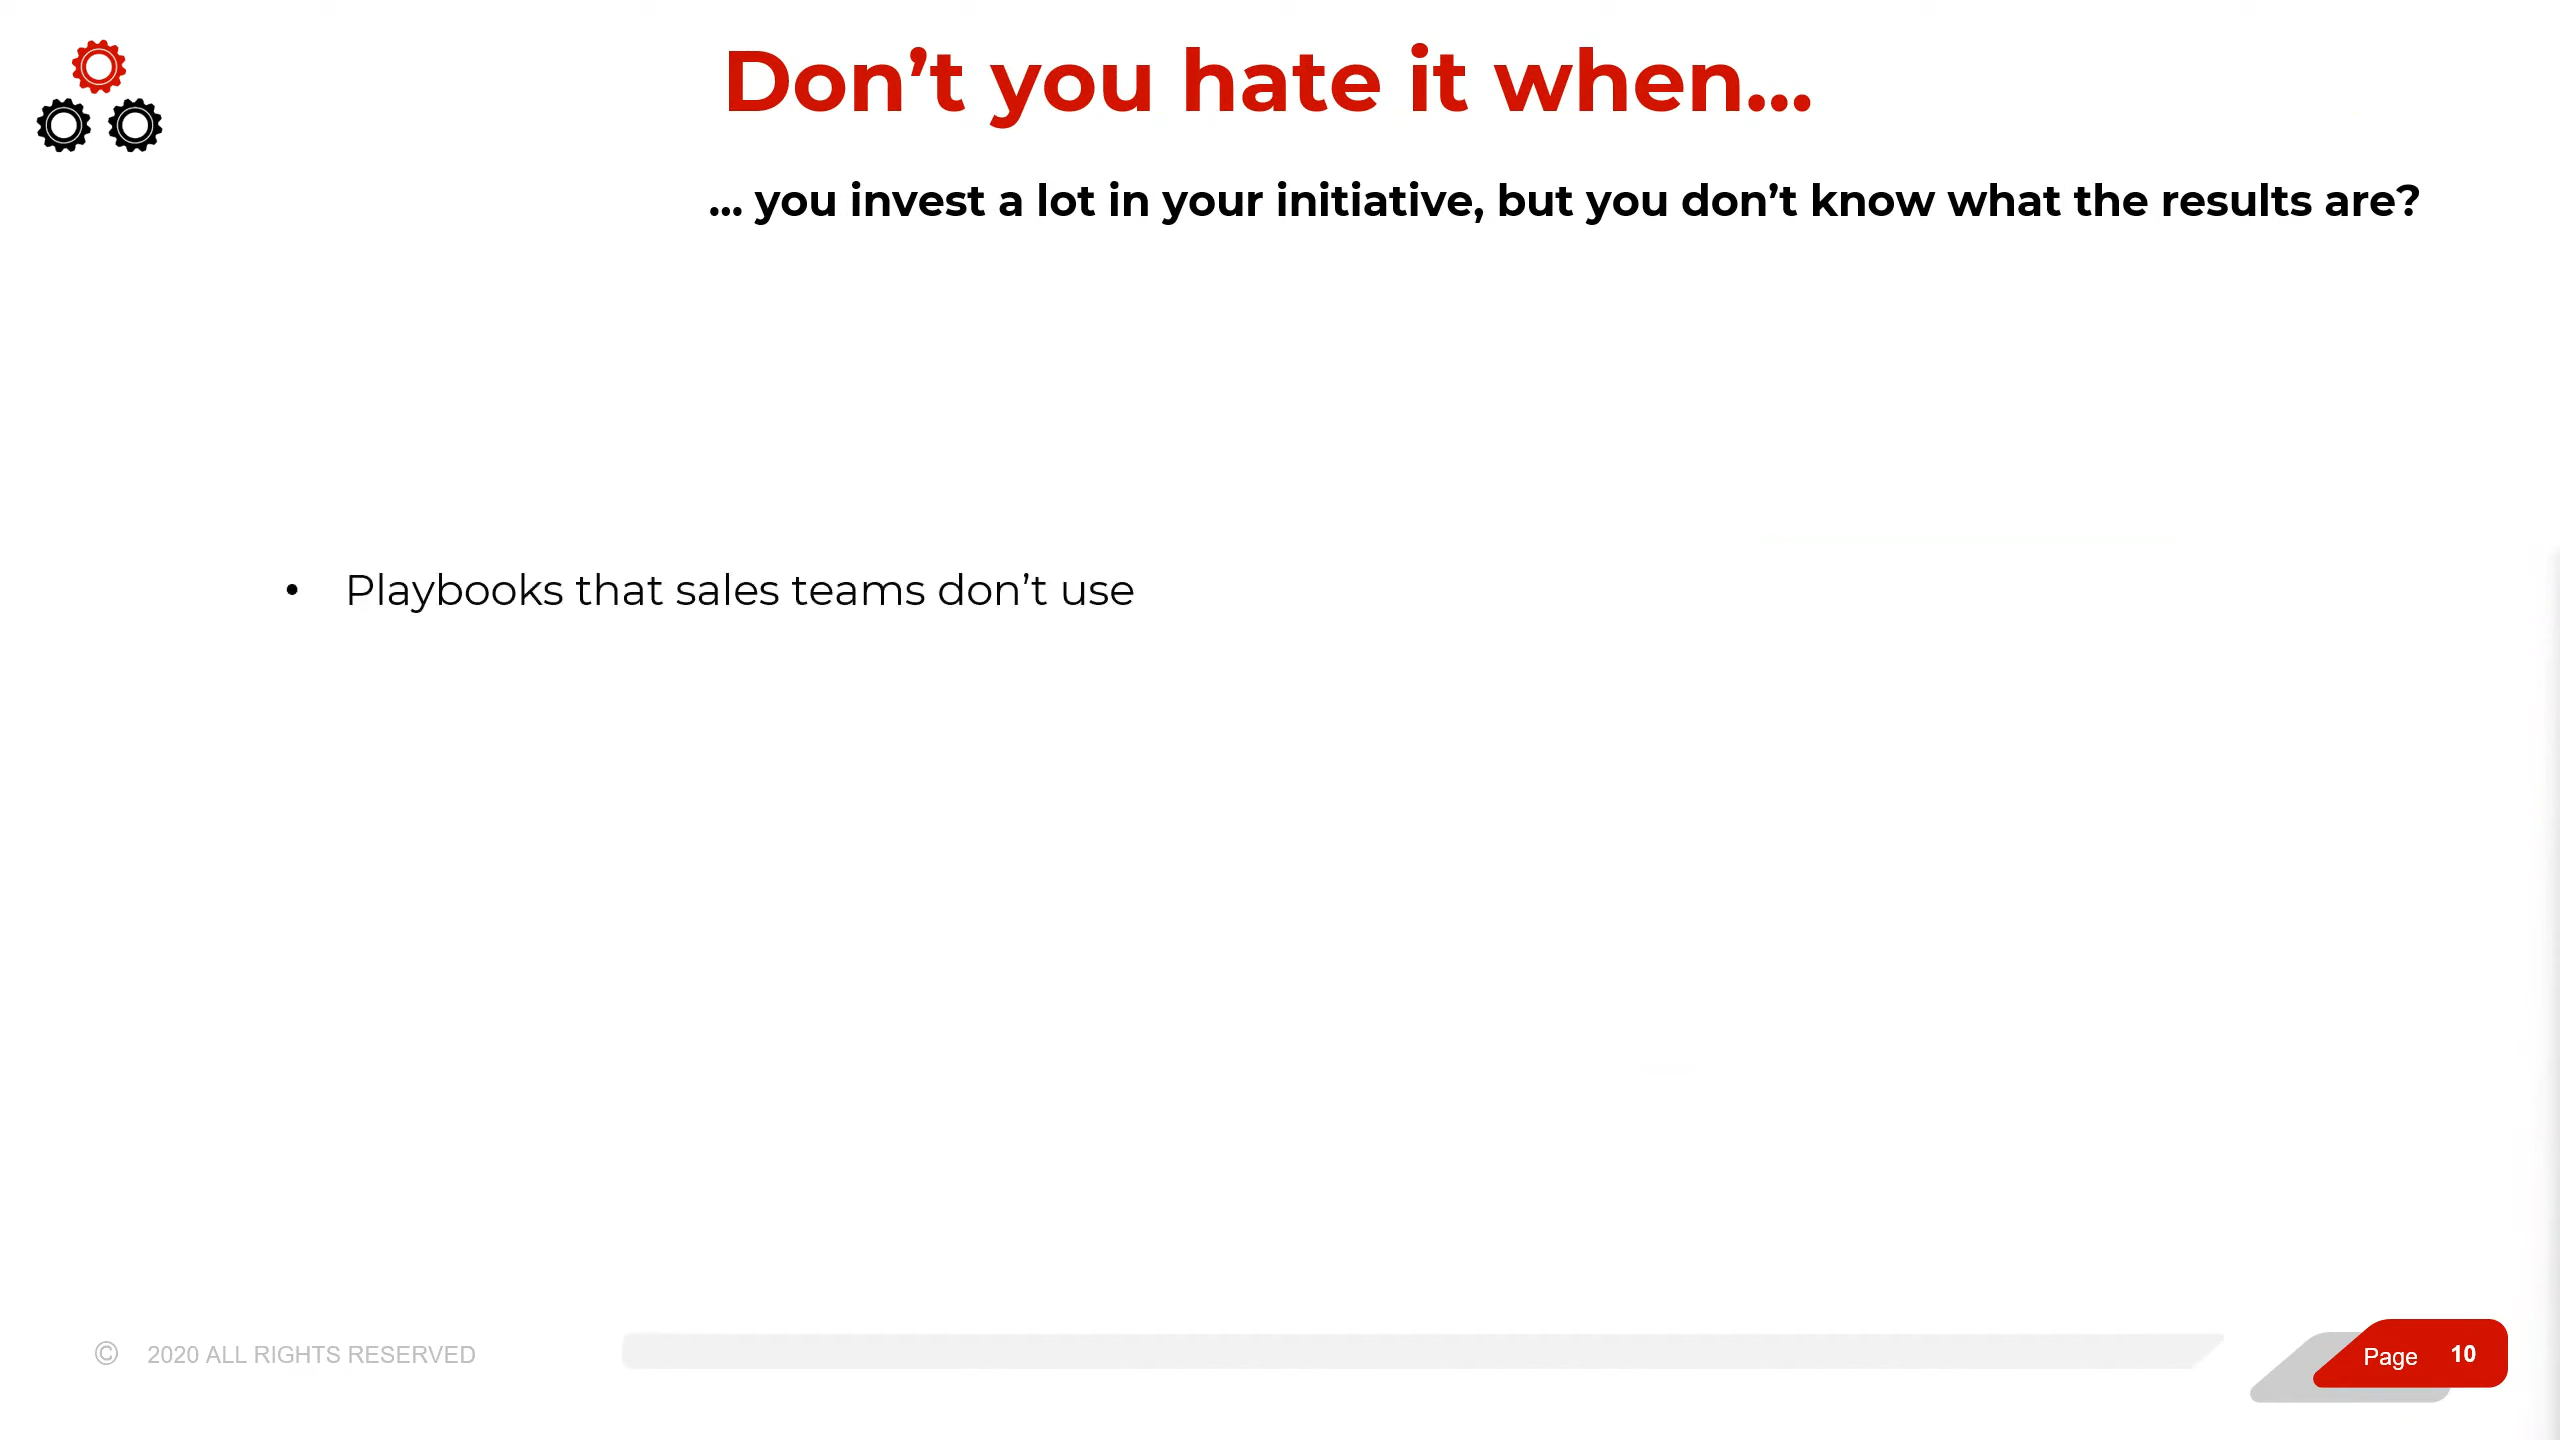 Don’t you hate it when...
... you invest a lot in your initiative, but you don’t know what the results are?
• Playbooks that sales teams don’t use
© 2020 ALL RIGHTS RESERVED
Page 10